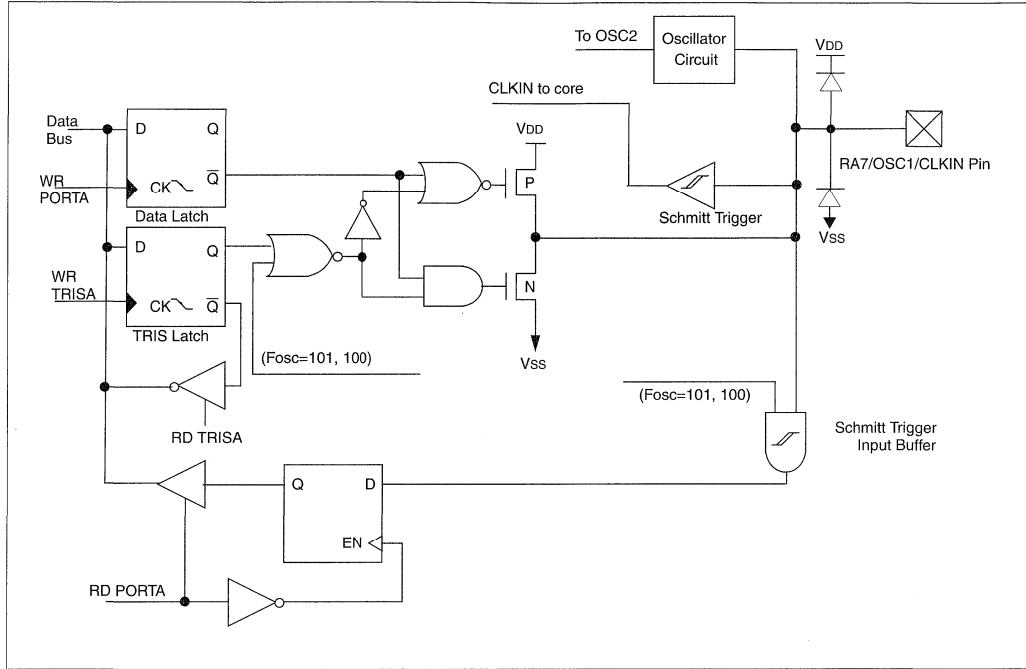 To OSC2
Oscillator
Circuit
VDD
CLKIN to core
Data
Bus
D
Q
VDD
WR
PORTA
CK
Q
P
RA7/OSC1/CLKIN Pin
Data Latch
Schmitt Trigger
VSS
D
Q
WR
TRISA
CK
Q
N
TRIS Latch
(Fosc=101, 100)
VSS
(Fosc=101, 100)
RD TRISA
Schmitt Trigger
Input Buffer
Q
D
EN
RD PORTA